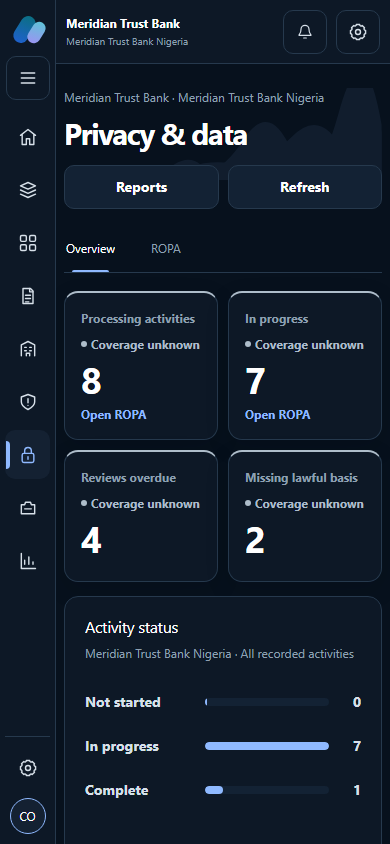 Meridian Trust Bank
Meridian Trust Bank Nigeria
Meridian Trust Bank · Meridian Trust Bank Nigeria
Privacy & data
Reports
Refresh
Overview
ROPA
Processing activities
Coverage unknown
8
Open ROPA
In progress
Coverage unknown
7
Open ROPA
Reviews overdue
Coverage unknown
4
Missing lawful basis
Coverage unknown
2
Activity status
Meridian Trust Bank Nigeria · All recorded activities
Not started 0
In progress 7
Complete 1
CO